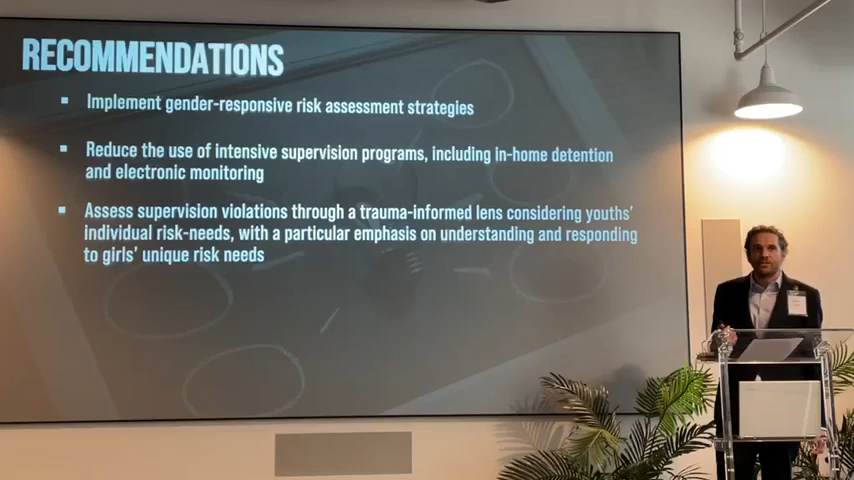 RECOMMENDATIONS
▪ Implement gender-responsive risk assessment strategies
▪ Reduce the use of intensive supervision programs, including in-home detention
and electronic monitoring
▪ Assess supervision violations through a trauma-informed lens considering youths'
individual risk-needs, with a particular emphasis on understanding and responding
to girls' unique risk needs